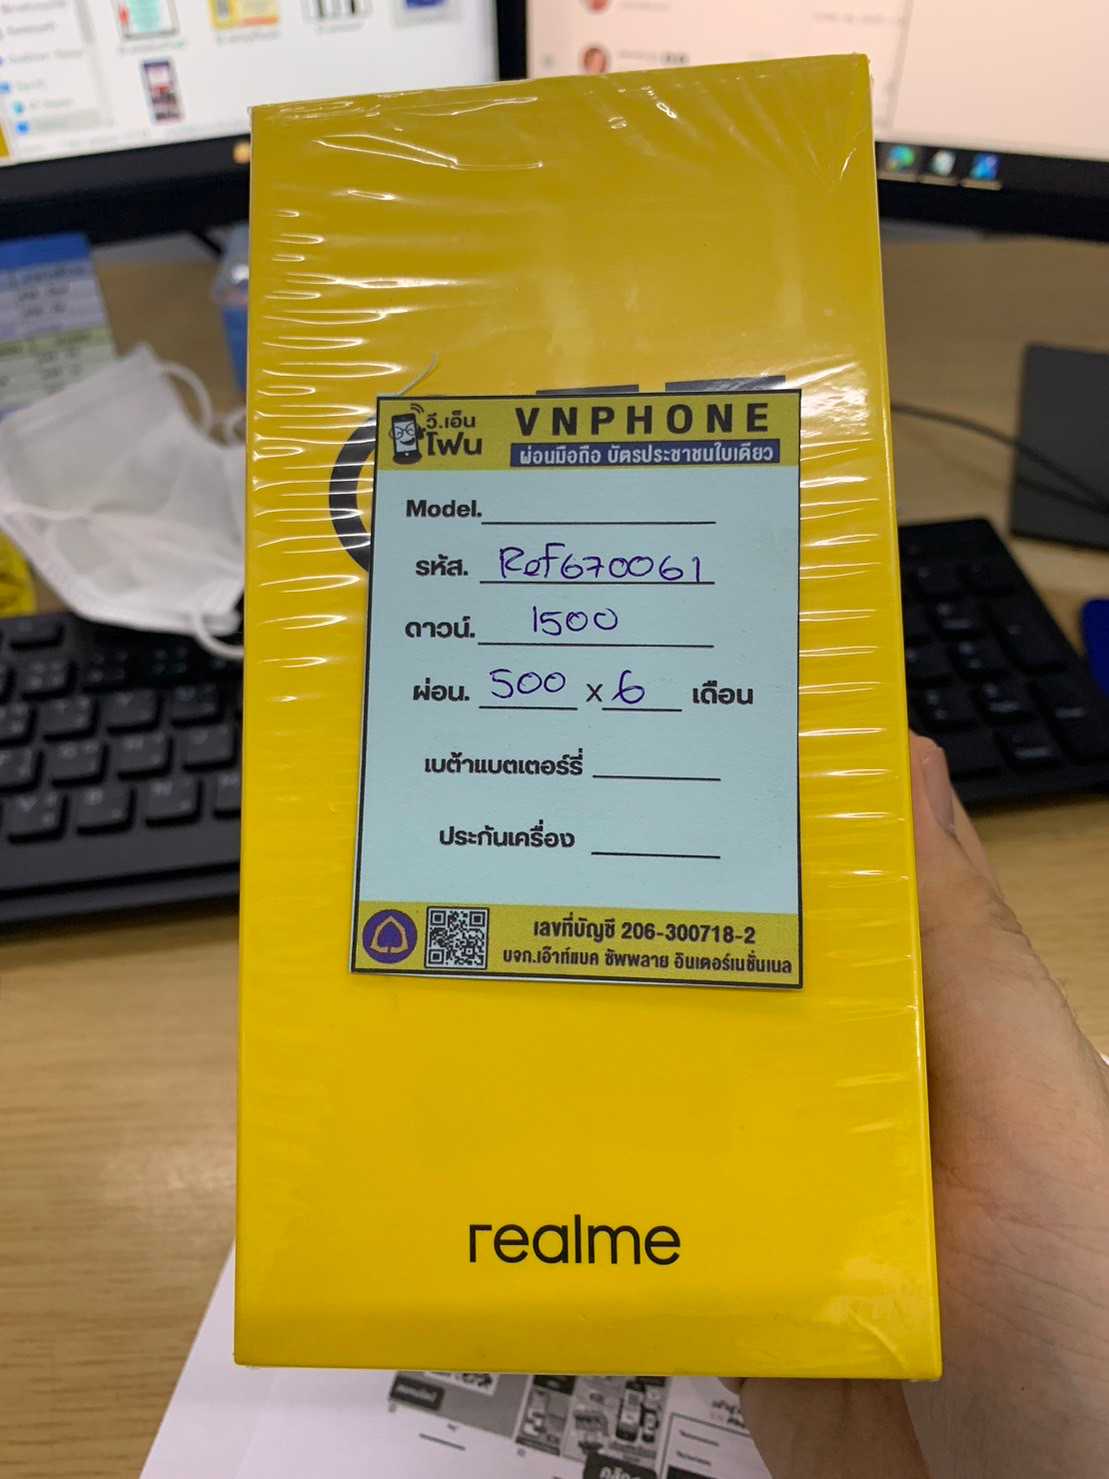 วี.เอ็น
โฟน
VNPHONE
ผ่อนมือถือ บัตรประชาชนใบเดียว
Model.
รหัส. Ref670061
ดาวน์. 1500
ผ่อน. 500 x 6 เดือน
เบต้าแบตเตอร์รี่
ประกันเครื่อง
เลขที่บัญชี 206-300718-2
บจก.เอ๊าท์แบค ซัพพลาย อินเตอร์เนชั่นเนล
realme